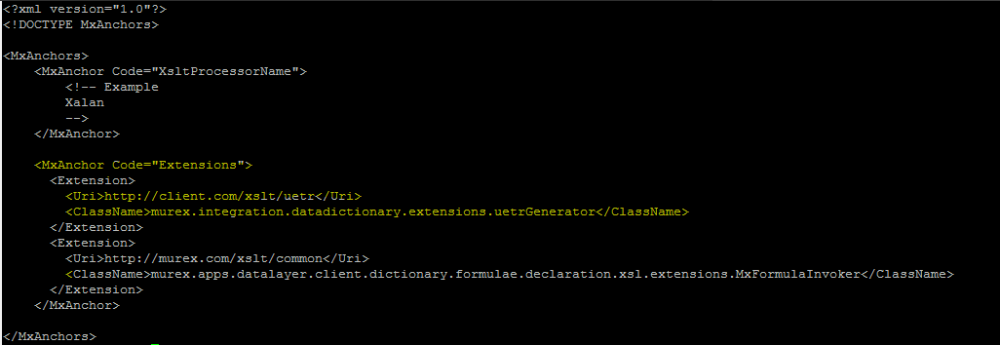 <?xml version="1.0"?>
<!DOCTYPE MxAnchors>
<MxAnchors>
<MxAnchor Code="XsltProcessorName">
<!-- Example
Xalan
-->
</MxAnchor>
<MxAnchor Code="Extensions">
<Extension>
<Uri>http://client.com/xslt/uetr</Uri>
<ClassName>murex.integration.datadictionary.extensions.uetrGenerator</ClassName>
</Extension>
<Extension>
<Uri>http://murex.com/xslt/common</Uri>
<ClassName>murex.apps.datalayer.client.dictionary.formulae.declaration.xsl.extensions.MxFormulaInvoker</ClassName>
</Extension>
</MxAnchor>
</MxAnchors>